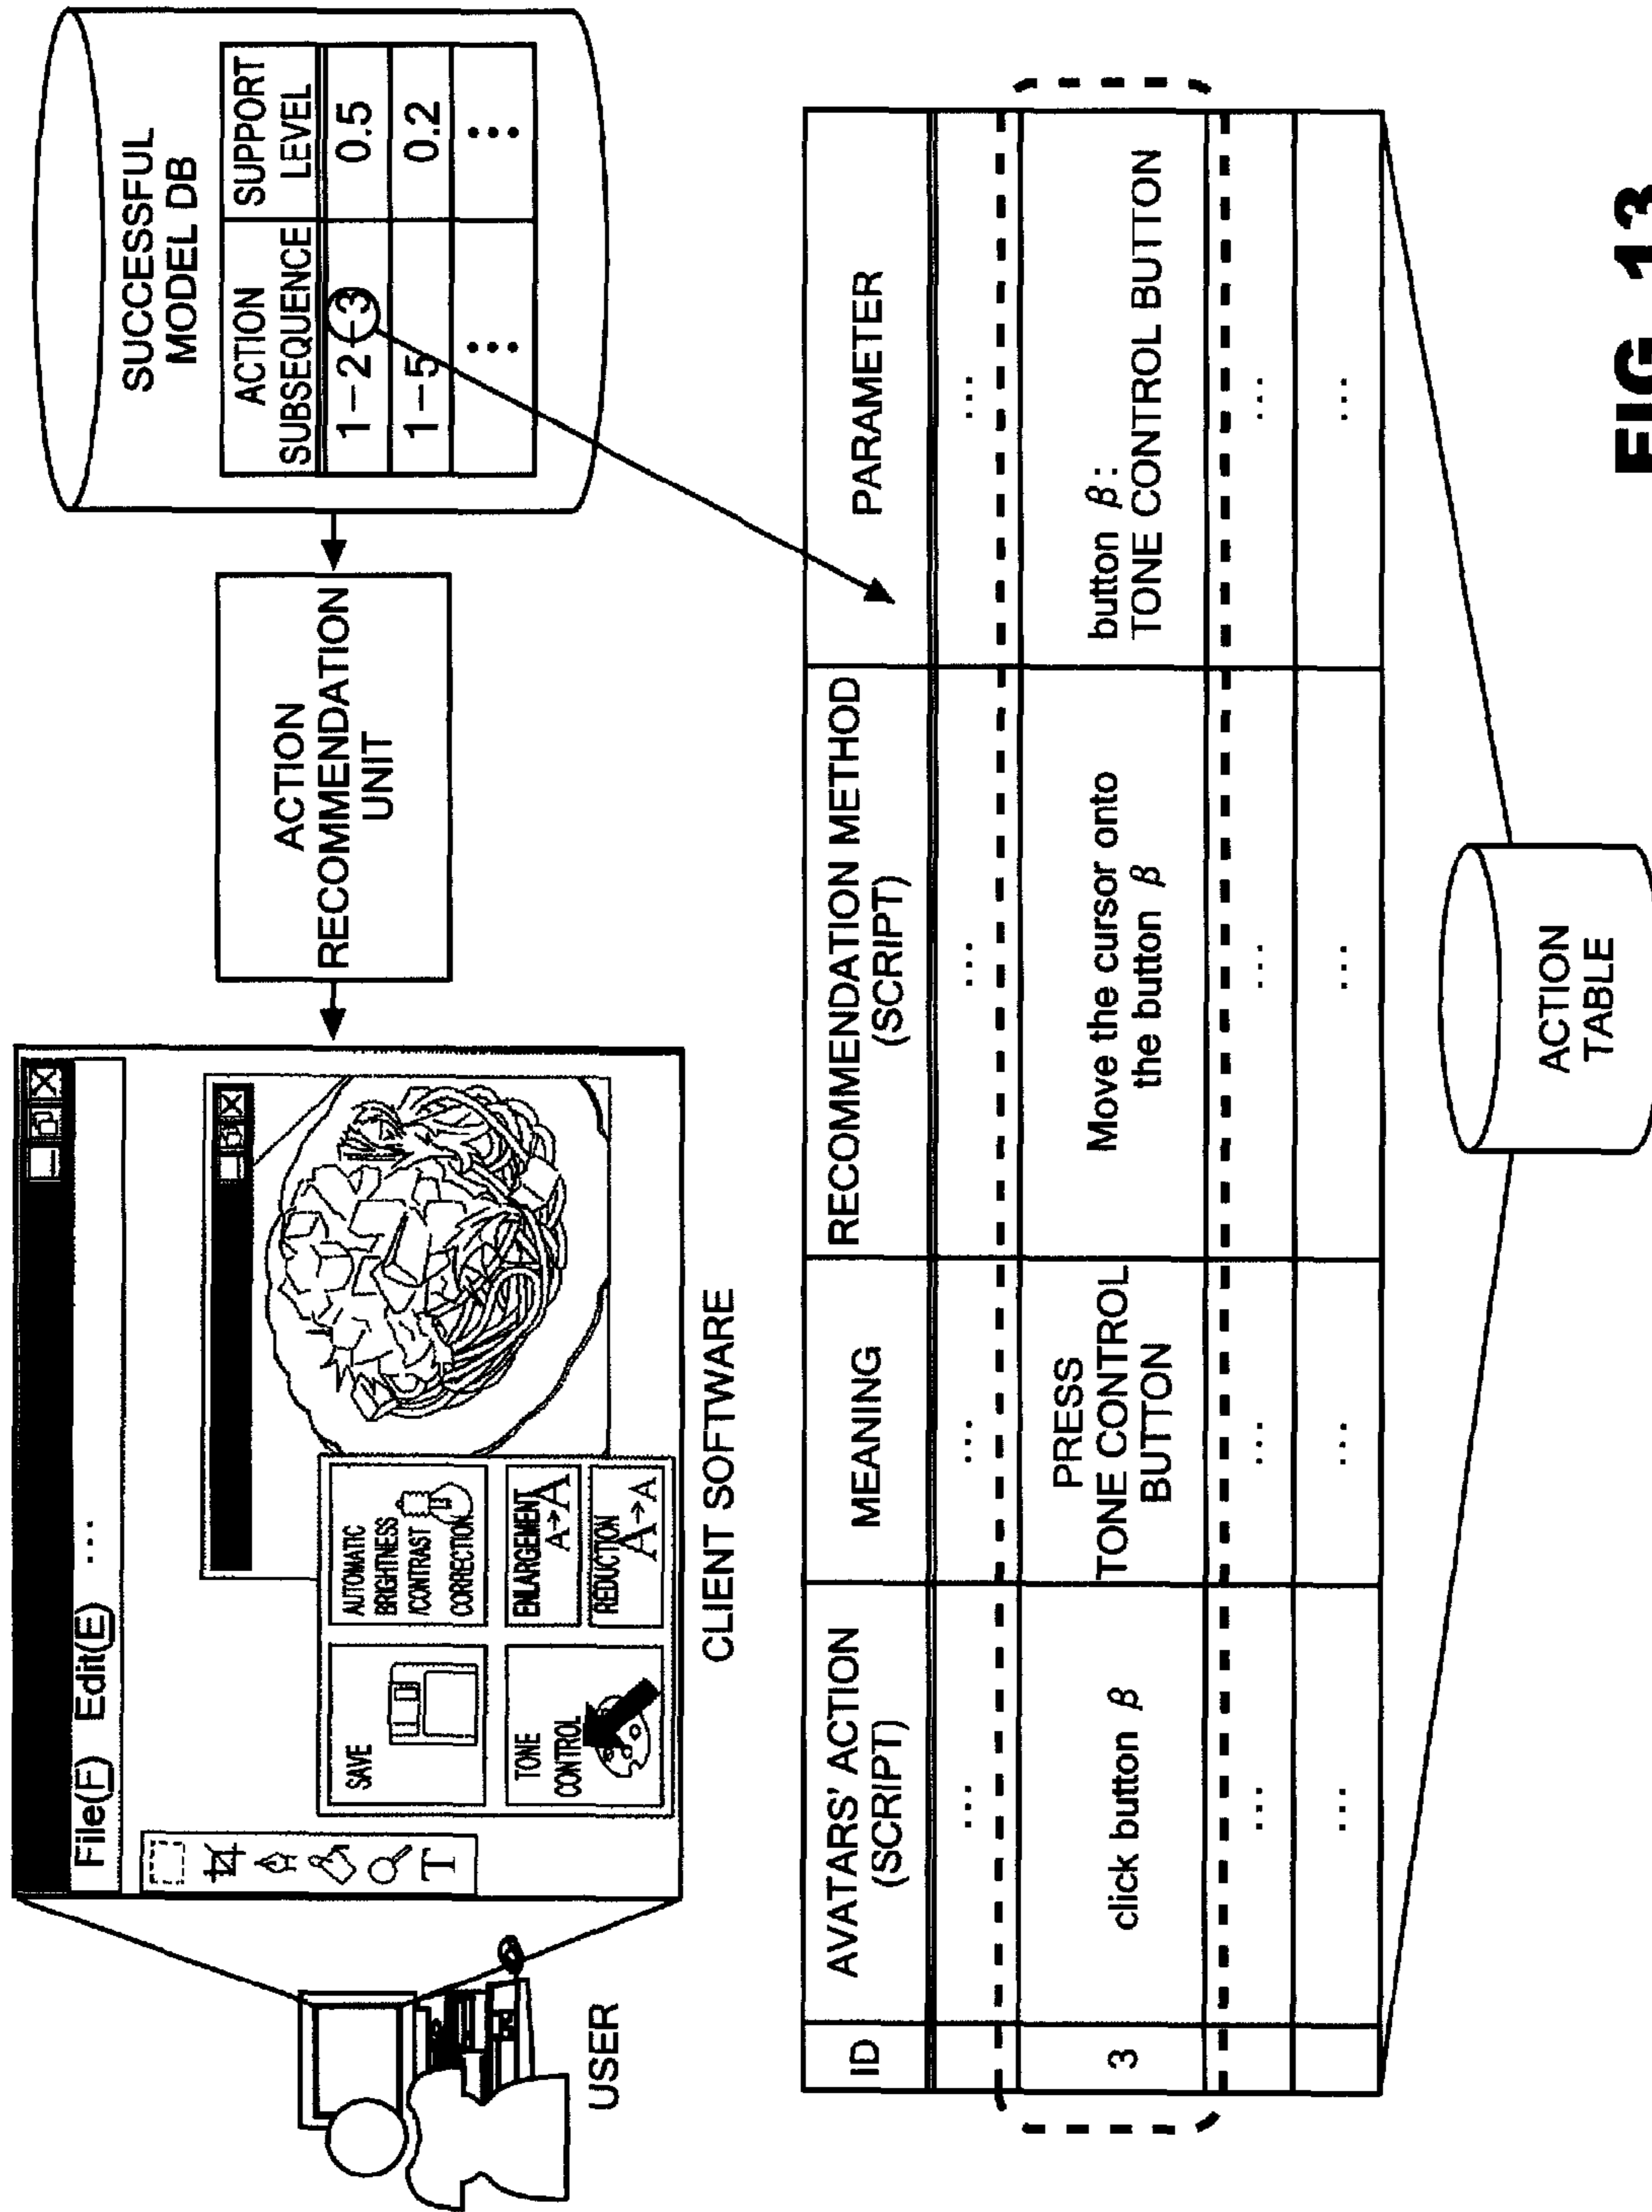 SUCCESSFUL
MODEL DB
ACTION
SUBSEQUENCE
SUPPORT
LEVEL
1-2-3
0.5
1-5
0.2
⋮
⋮
ACTION
RECOMMENDATION
UNIT
File(F) Edit(E) ...
SAVE
AUTOMATIC
BRIGHTNESS
/CONTRAST
CORRECTION
TONE
CONTROL
ENLARGEMENT
A→A
REDUCTION
A→A
T
CLIENT SOFTWARE
USER
ID
AVATARS' ACTION
(SCRIPT)
MEANING
RECOMMENDATION METHOD
(SCRIPT)
PARAMETER
... ... ... ...
3
click button β
PRESS
TONE CONTROL
BUTTON
Move the cursor onto
the button β
button β:
TONE CONTROL BUTTON
... ... ... ...
... ... ... ...
ACTION
TABLE
FIG. 13